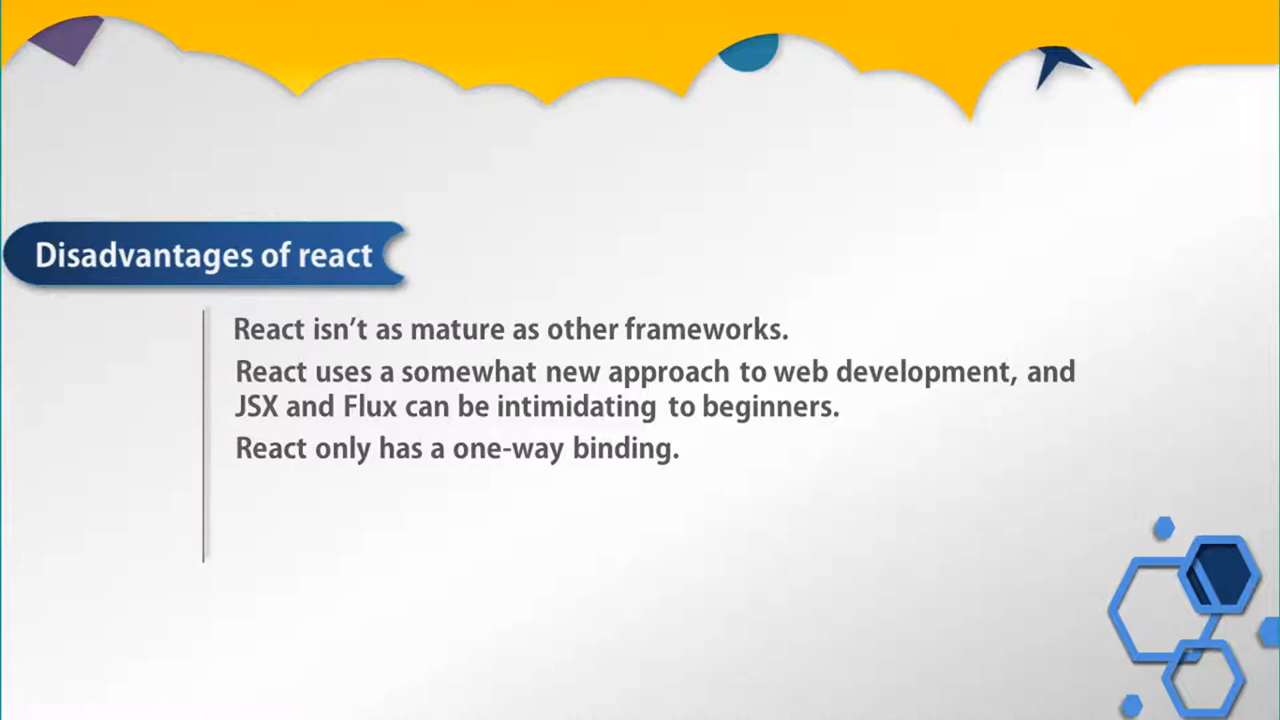 Disadvantages of react
React isn't as mature as other frameworks.
React uses a somewhat new approach to web development, and
JSX and Flux can be intimidating to beginners.
React only has a one-way binding.